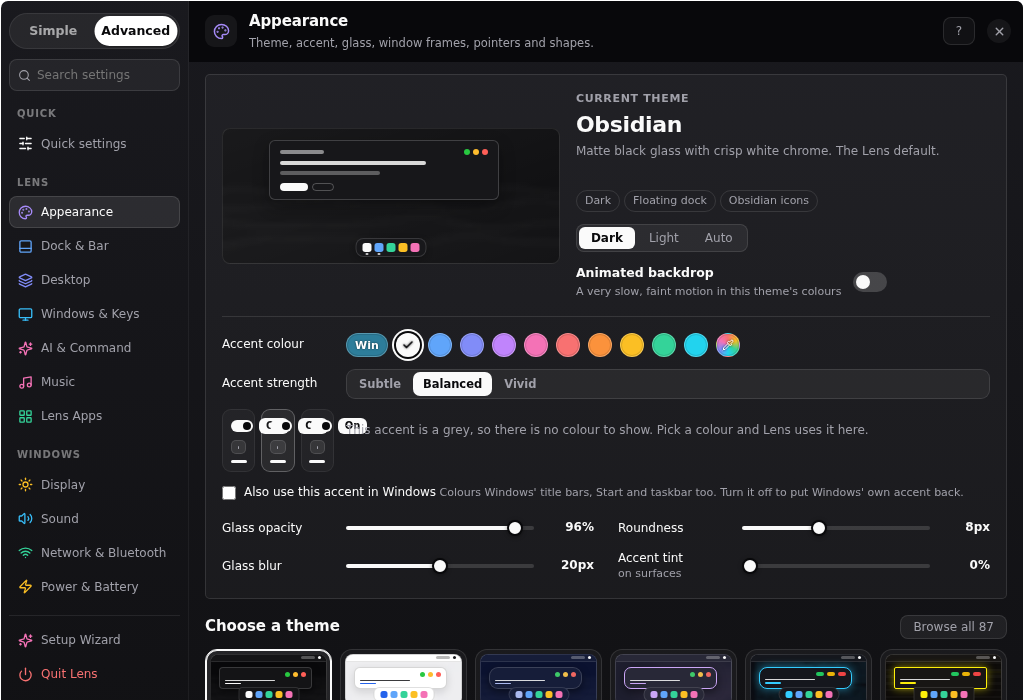 Simple Advanced
Search settings
QUICK
Quick settings
LENS
Appearance
Dock & Bar
Desktop
Windows & Keys
AI & Command
Music
Lens Apps
WINDOWS
Display
Sound
Network & Bluetooth
Power & Battery
Setup Wizard
Quit Lens
Appearance
Theme, accent, glass, window frames, pointers and shapes.
?
CURRENT THEME
Obsidian
Matte black glass with crisp white chrome. The Lens default.
Dark Floating dock Obsidian icons
Dark Light Auto
Animated backdrop
A very slow, faint motion in this theme's colours
Accent colour Win
Accent strength Subtle Balanced Vivid
On
This accent is a grey, so there is no colour to show. Pick a colour and Lens uses it here.
Also use this accent in Windows Colours Windows' title bars, Start and taskbar too. Turn it off to put Windows' own accent back.
Glass opacity 96% Roundness 8px
Glass blur 20px Accent tint 0%
on surfaces
Choose a theme Browse all 87